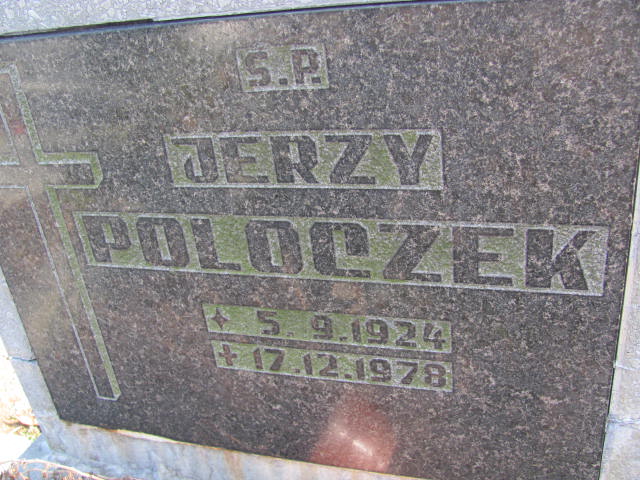 S.P.
JERZY
POLOCZEK
✦ 5.9.1924
+ 17.12.1978